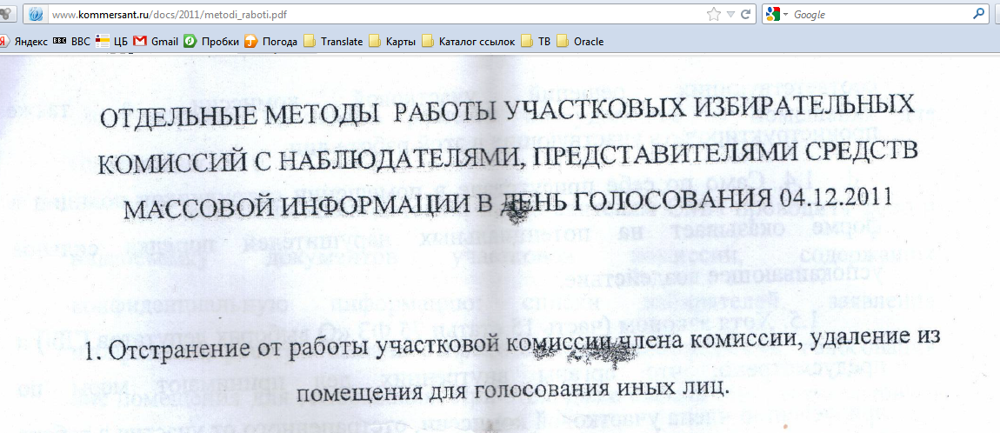 www.kommersant.ru/docs/2011/metodi_raboti.pdf
Google
Яндекс BBC ЦБ Gmail Пробки Погода Translate Карты Каталог ссылок ТВ Oracle
ОТДЕЛЬНЫЕ МЕТОДЫ РАБОТЫ УЧАСТКОВЫХ ИЗБИРАТЕЛЬНЫХ
КОМИССИЙ С НАБЛЮДАТЕЛЯМИ, ПРЕДСТАВИТЕЛЯМИ СРЕДСТВ
МАССОВОЙ ИНФОРМАЦИИ В ДЕНЬ ГОЛОСОВАНИЯ 04.12.2011
1. Отстранение от работы участковой комиссии члена комиссии, удаление из
помещения для голосования иных лиц.